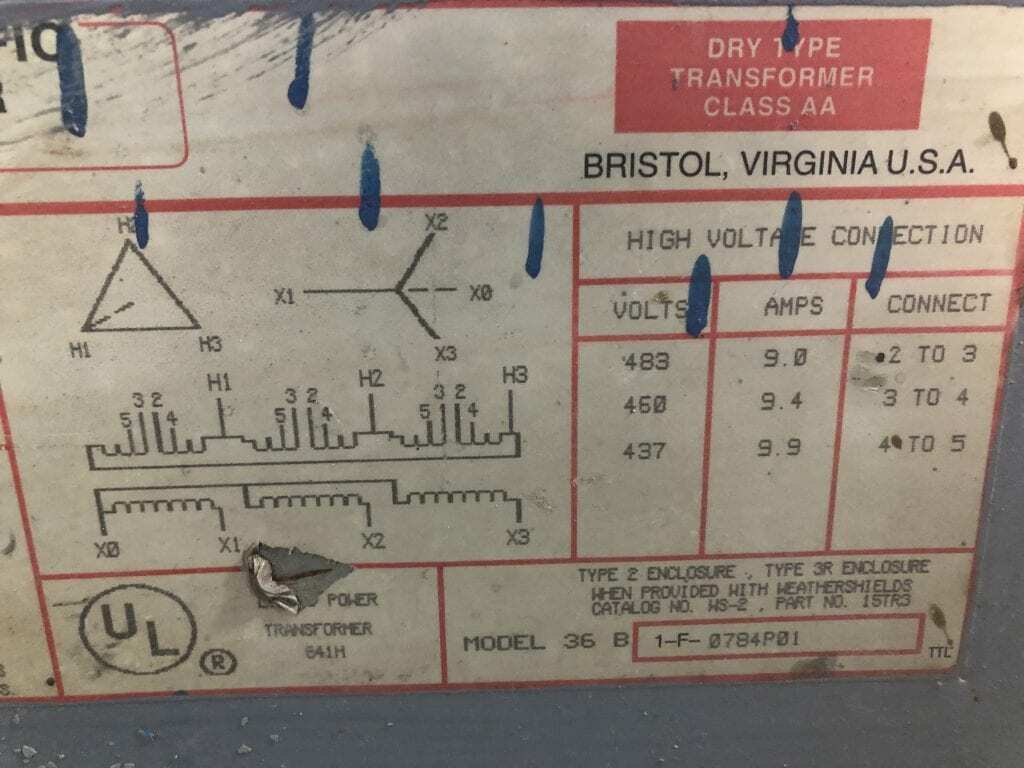 DRY TYPE
TRANSFORMER
CLASS AA
BRISTOL, VIRGINIA U.S.A.
H2
H1
H3
X2
X1
X0
X3
HIGH VOLTAGE CONNECTION
VOLTS AMPS CONNECT
483 9.0 2 TO 3
460 9.4 3 TO 4
437 9.9 4 TO 5
H1 H2 H3
5 3 2 4 5 3 2 4 5 3 2 4
X0 X1 X2 X3
UL
®
POWER
TRANSFORMER
641H
TYPE 2 ENCLOSURE , TYPE 3R ENCLOSURE
WHEN PROVIDED WITH WEATHERSHIELDS
CATALOG NO. WS-2 , PART NO. 15TR3
MODEL 36 B 1-F- 0784P01
TTL